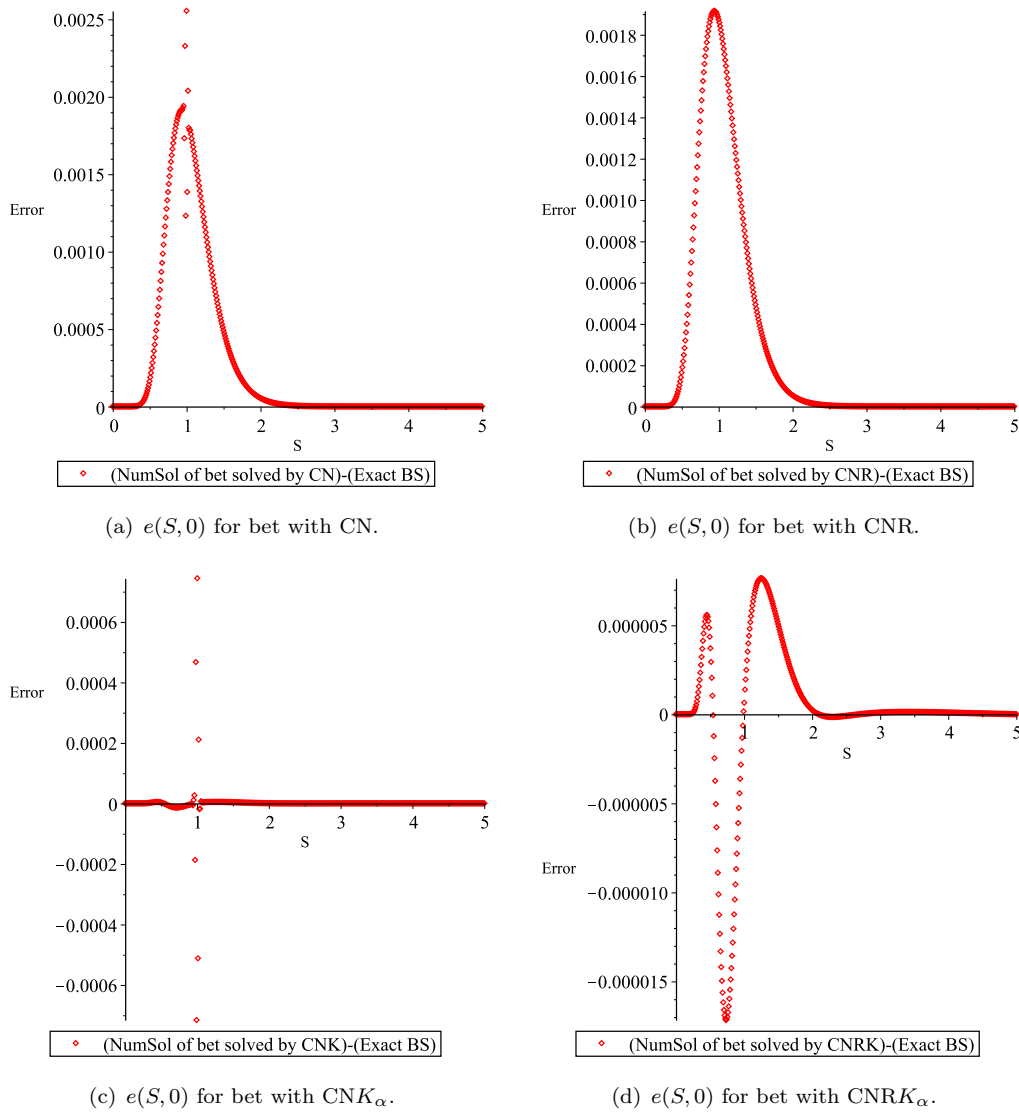 0.0025
0.0020
0.0015
Error
0.0010
0.0005
0
0 1 2 3 4 5
S
(NumSol of bet solved by CN)-(Exact BS)
(a) e(S, 0) for bet with CN.
0.0018
0.0016
0.0014
0.0012
Error
0.0010
0.0008
0.0006
0.0004
0.0002
0
0 1 2 3 4 5
S
(NumSol of bet solved by CNR)-(Exact BS)
(b) e(S, 0) for bet with CNR.
0.0006
Error
0.0004
0.0002
0
1 2 3 4 5
S
−0.0002
−0.0004
−0.0006
(NumSol of bet solved by CNK)-(Exact BS)
(c) e(S, 0) for bet with CNKα.
0.000005
0
1 2 3 4 5
S
−0.000005
Error
−0.000010
−0.000015
(NumSol of bet solved by CNRK)-(Exact BS)
(d) e(S, 0) for bet with CNRKα.